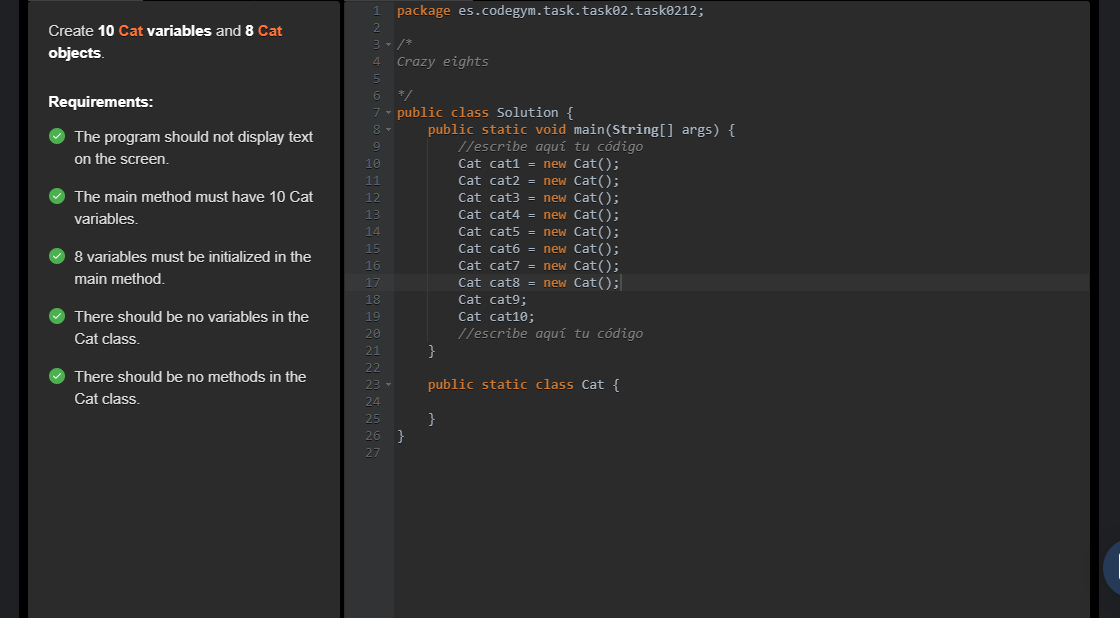 Create 10 Cat variables and 8 Cat
objects.
Requirements:
The program should not display text
on the screen.
The main method must have 10 Cat
variables.
8 variables must be initialized in the
main method.
There should be no variables in the
Cat class.
There should be no methods in the
Cat class.
1 package es.codegym.task.task02.task0212;
2
3 /*
4 Crazy eights
5
6 */
7 public class Solution {
8     public static void main(String[] args) {
9         //escribe aquí tu código
10         Cat cat1 = new Cat();
11         Cat cat2 = new Cat();
12         Cat cat3 = new Cat();
13         Cat cat4 = new Cat();
14         Cat cat5 = new Cat();
15         Cat cat6 = new Cat();
16         Cat cat7 = new Cat();
17         Cat cat8 = new Cat();
18         Cat cat9;
19         Cat cat10;
20         //escribe aquí tu código
21     }
22
23     public static class Cat {
24
25     }
26 }
27